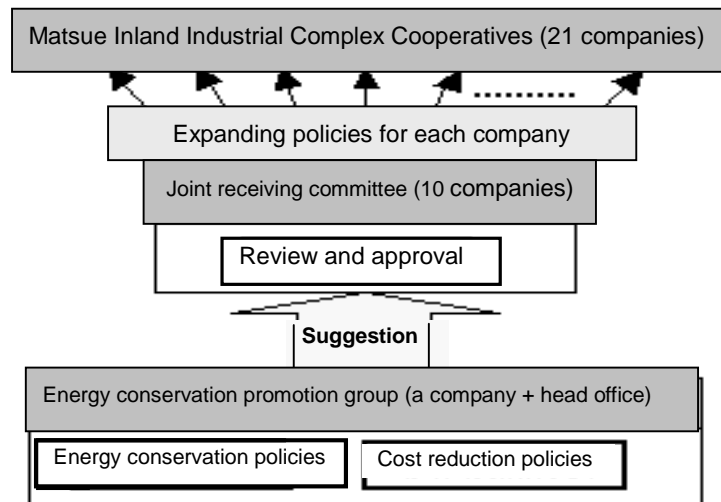 Matsue Inland Industrial Complex Cooperatives (21 companies)
Expanding policies for each company
Joint receiving committee (10 companies)
Review and approval
Suggestion
Energy conservation promotion group (a company + head office)
Energy conservation policies
Cost reduction policies